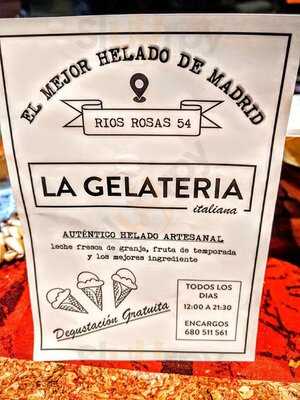 EL MEJOR HELADO DE MADRID
RIOS ROSAS 54
LA GELATERIA
italiana
AUTÉNTICO HELADO ARTESANAL
leche fresca de granja, fruta de temporada
y los mejores ingrediente
Degustación Gratuita
TODOS LOS
DIAS
12:00 A 21:30
ENCARGOS
680 511 561